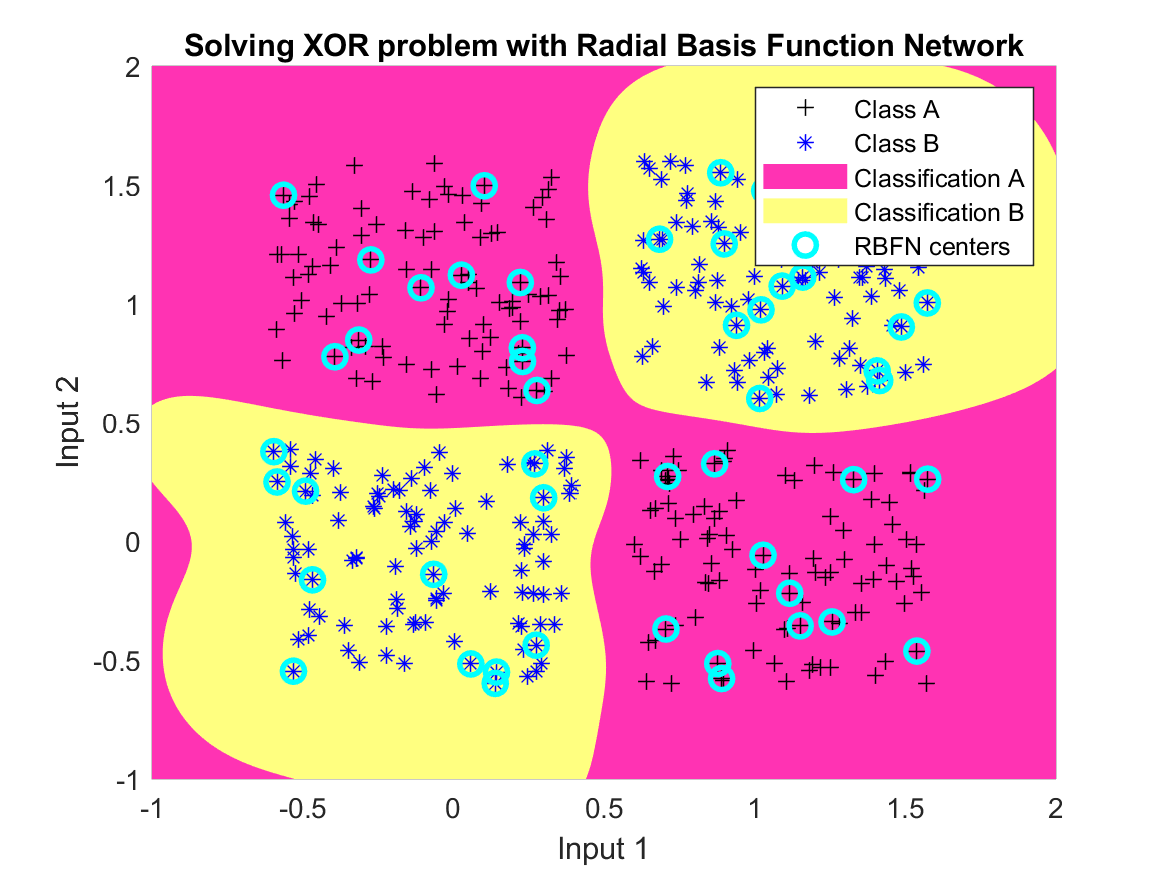 Solving XOR problem with Radial Basis Function Network
2
1.5
1
0.5
0
-0.5
-1
Input 2
Class A
Class B
Classification A
Classification B
RBFN centers
-1 -0.5 0 0.5 1 1.5 2
Input 1